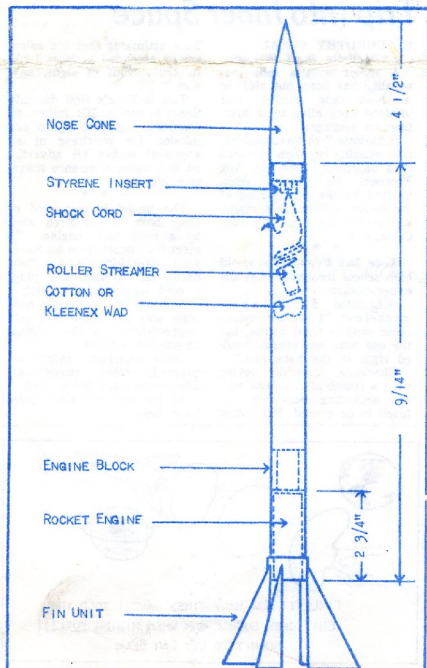 NOSE CONE
4 1/2"
STYRENE INSERT
SHOCK CORD
ROLLER STREAMER
COTTON OR
KLEENEX WAD
9/14"
ENGINE BLOCK
ROCKET ENGINE
2 3/4"
FIN UNIT